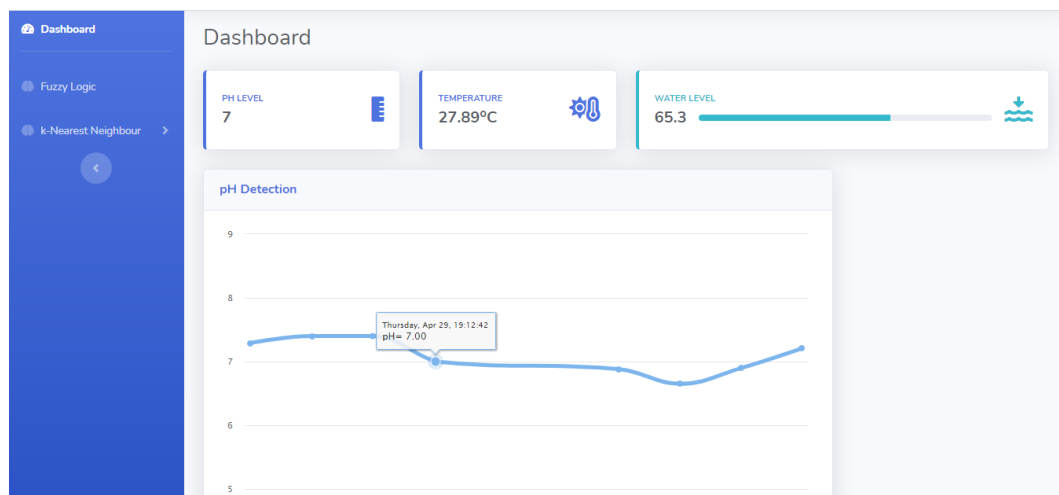 Dashboard
Fuzzy Logic
k-Nearest Neighbour
Dashboard
PH LEVEL
7
TEMPERATURE
27.89°C
WATER LEVEL
65.3
pH Detection
9
8
7
6
5
Thursday, Apr 29, 19:12:42
pH= 7.00